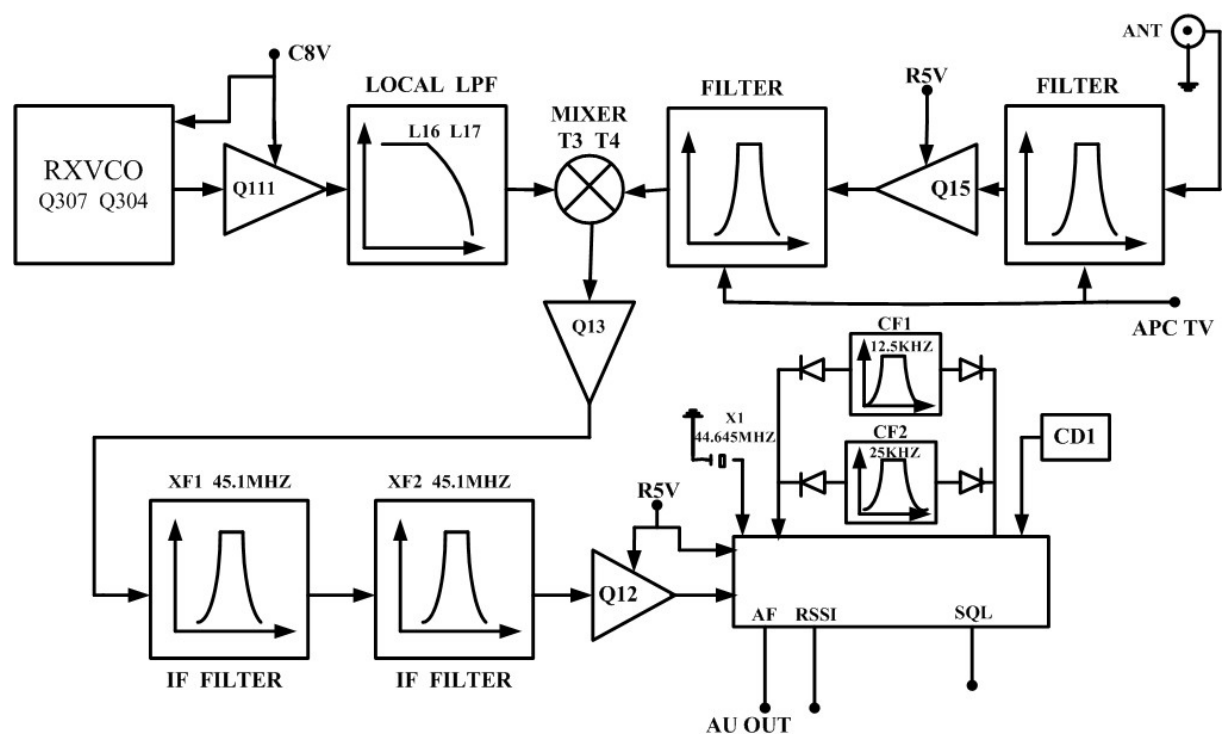 C8V
ANT
LOCAL LPF
MIXER
T3 T4
FILTER
R5V
FILTER
L16 L17
RXVCO
Q307 Q304
Q111
Q15
Q13
APC TV
CF1
12.5KHZ
X1
44.645MHZ
CF2
25KHZ
CD1
XF1 45.1MHZ
XF2 45.1MHZ
R5V
Q12
AF RSSI SQL
IF FILTER
IF FILTER
AU OUT